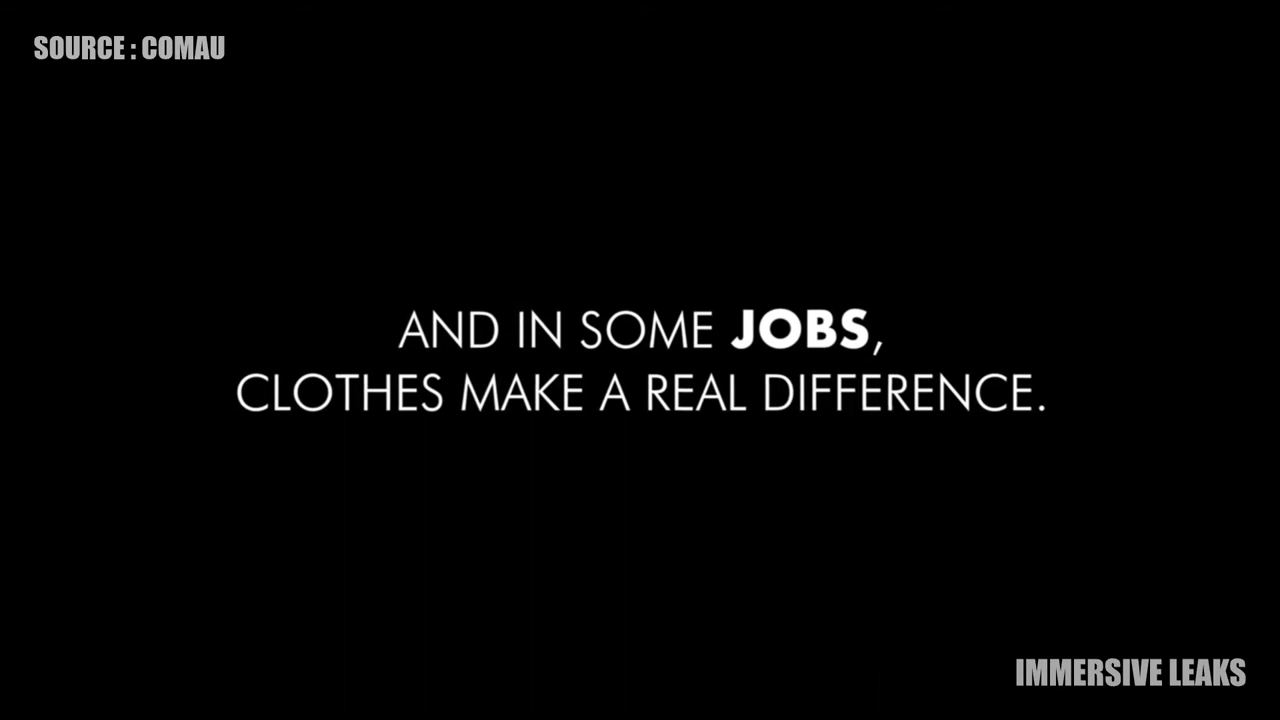 SOURCE : COMAU
AND IN SOME JOBS,
CLOTHES MAKE A REAL DIFFERENCE.
IMMERSIVE LEAKS